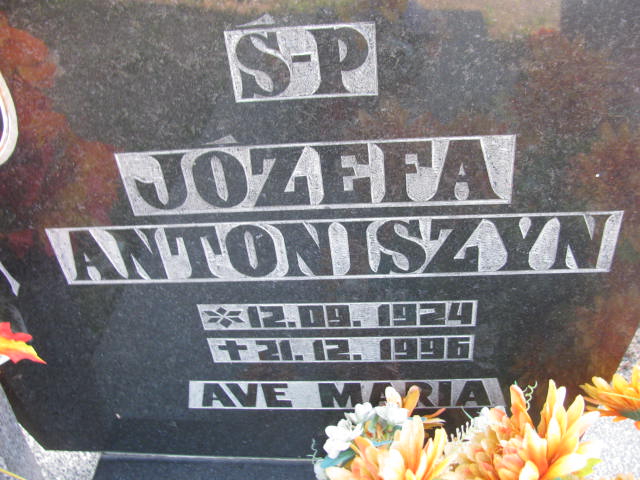 Ś-P
JÓZEFA
ANTONISZYN
* 12.09.1924
✝ 21.12.1996
AVE MARIA